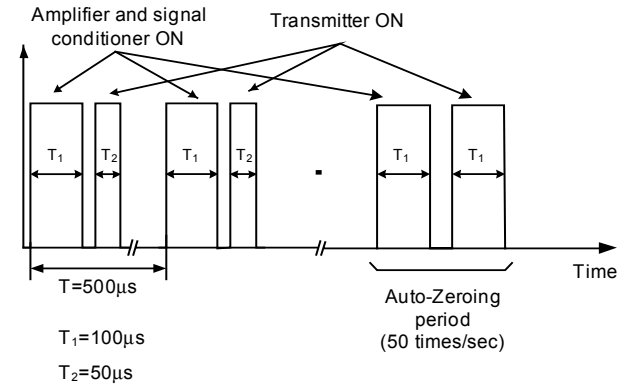 Amplifier and signal
conditioner ON
Transmitter ON
T1
T2
T1
T2
T1
T1
Time
T=500μs
Auto-Zeroing
period
(50 times/sec)
T1=100μs
T2=50μs